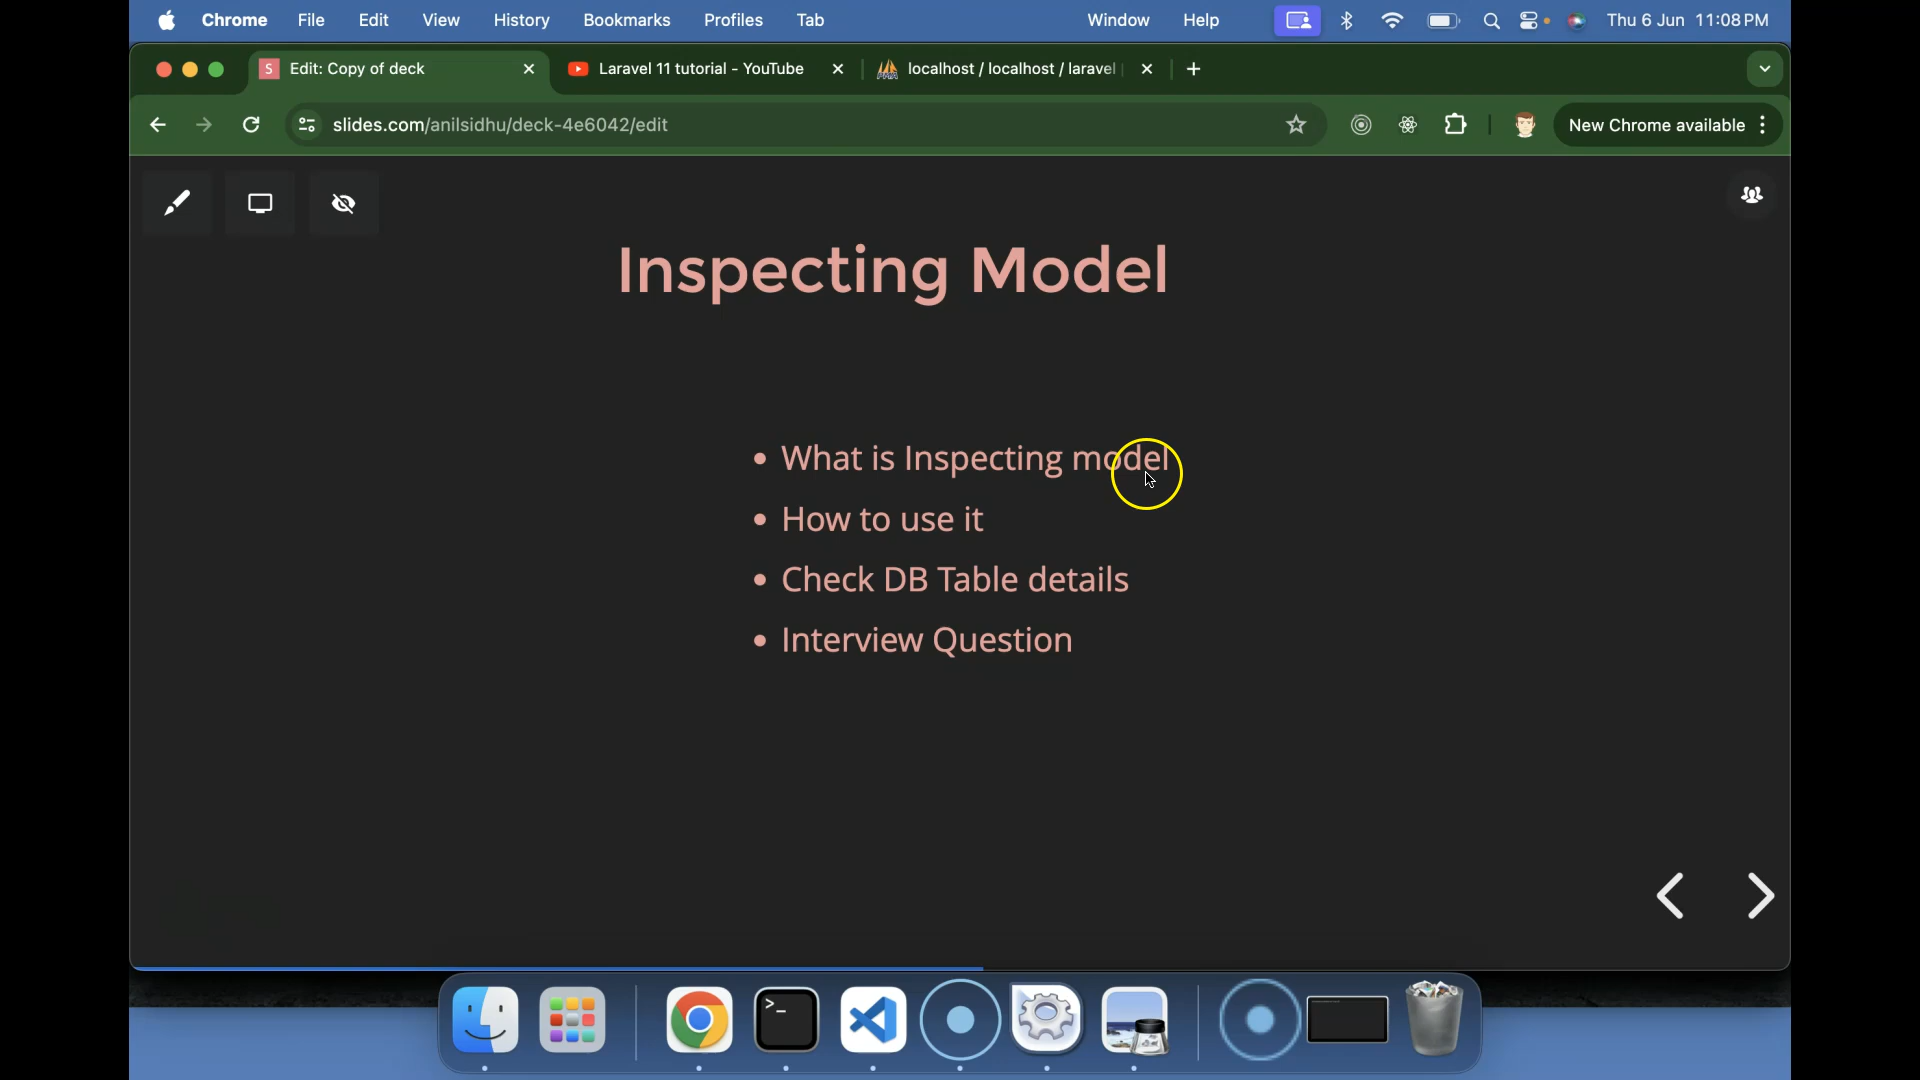 Chrome File Edit View History Bookmarks Profiles Tab Window Help Thu 6 Jun 11:08 PM
S Edit: Copy of deck Laravel 11 tutorial - YouTube localhost / localhost / laravel
slides.com/anilsidhu/deck-4e6042/edit New Chrome available
Inspecting Model
• What is Inspecting model
• How to use it
• Check DB Table details
• Interview Question